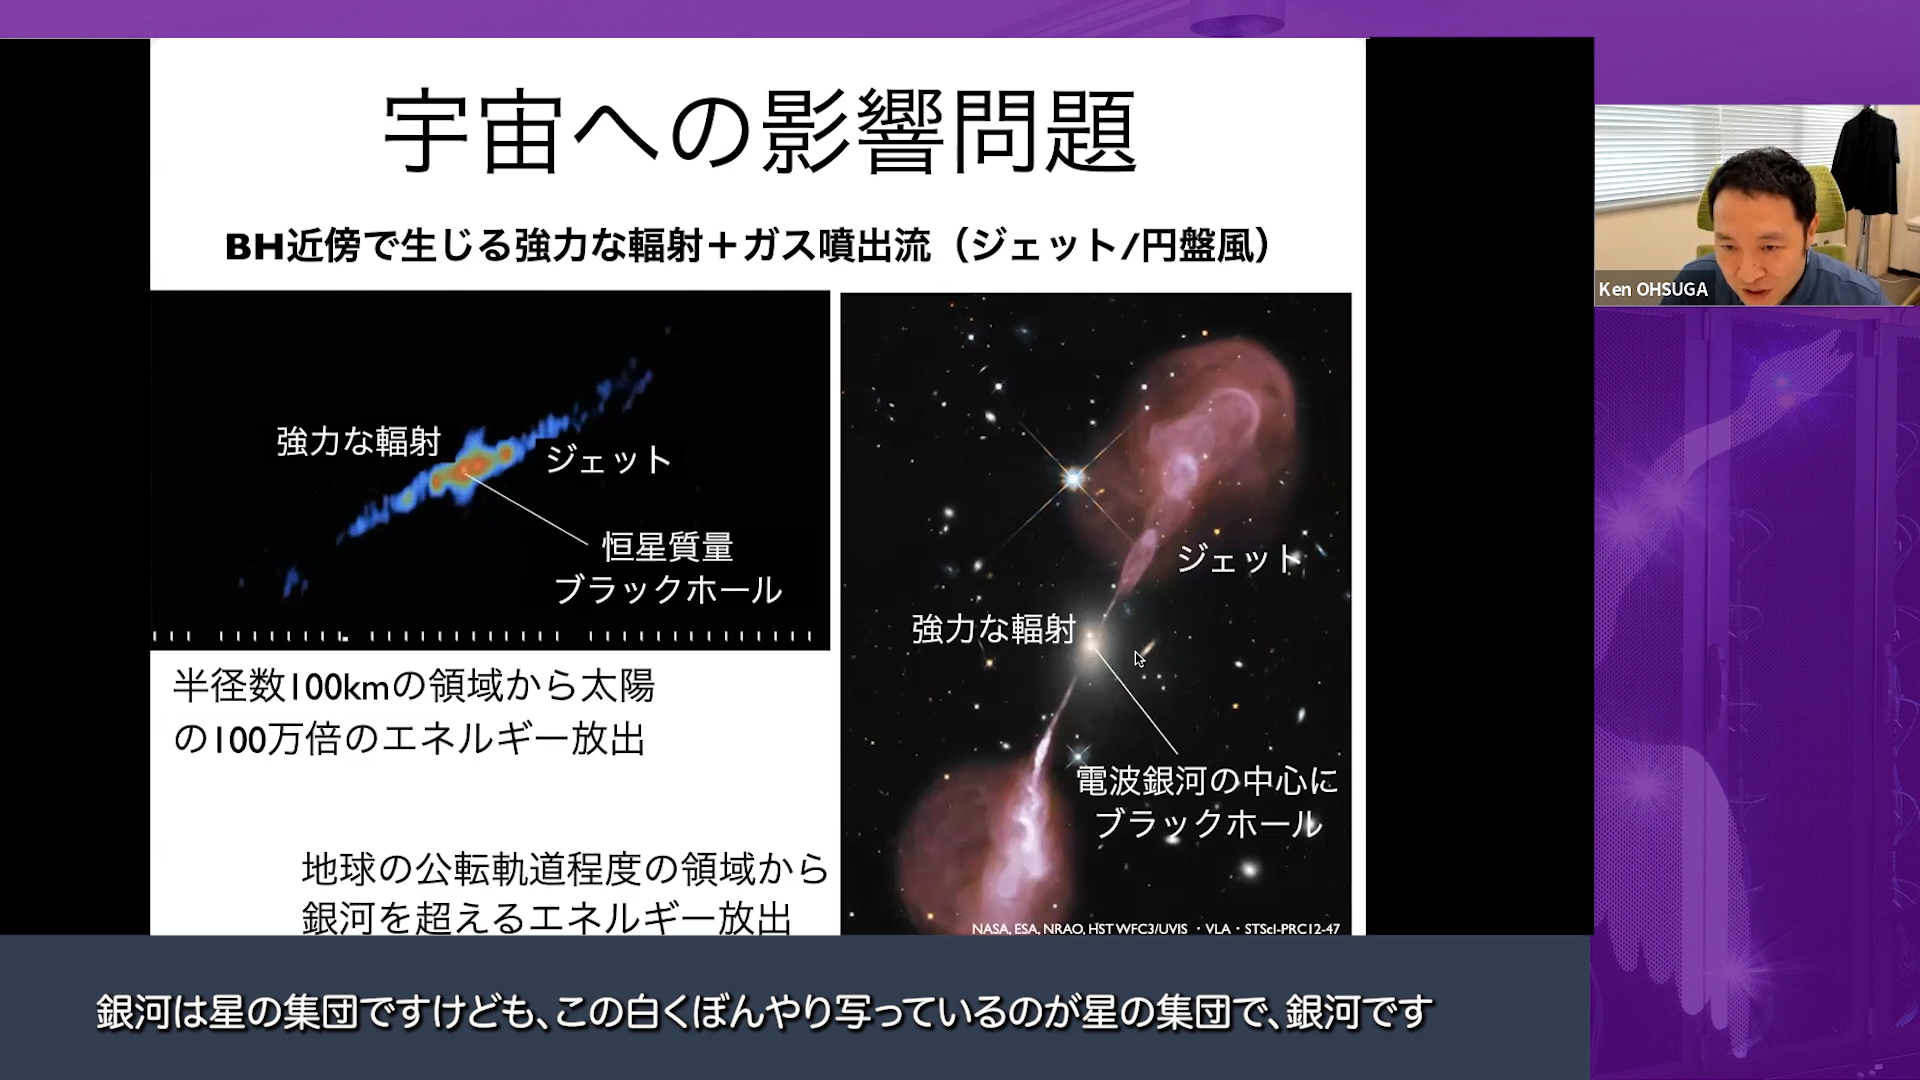 宇宙への影響問題
BH近傍で生じる強力な輻射＋ガス噴出流（ジェット/円盤風）
強力な輻射
ジェット
恒星質量
ブラックホール
半径数100kmの領域から太陽
の100万倍のエネルギー放出
地球の公転軌道程度の領域から
銀河を超えるエネルギー放出
ジェット
強力な輻射
電波銀河の中心に
ブラックホール
NASA, ESA, NRAO, HST WFC3/UVIS ・VLA・STScI-PRC12-47
Ken OHSUGA
銀河は星の集団ですけども、この白くぼんやり写っているのが星の集団で、銀河です